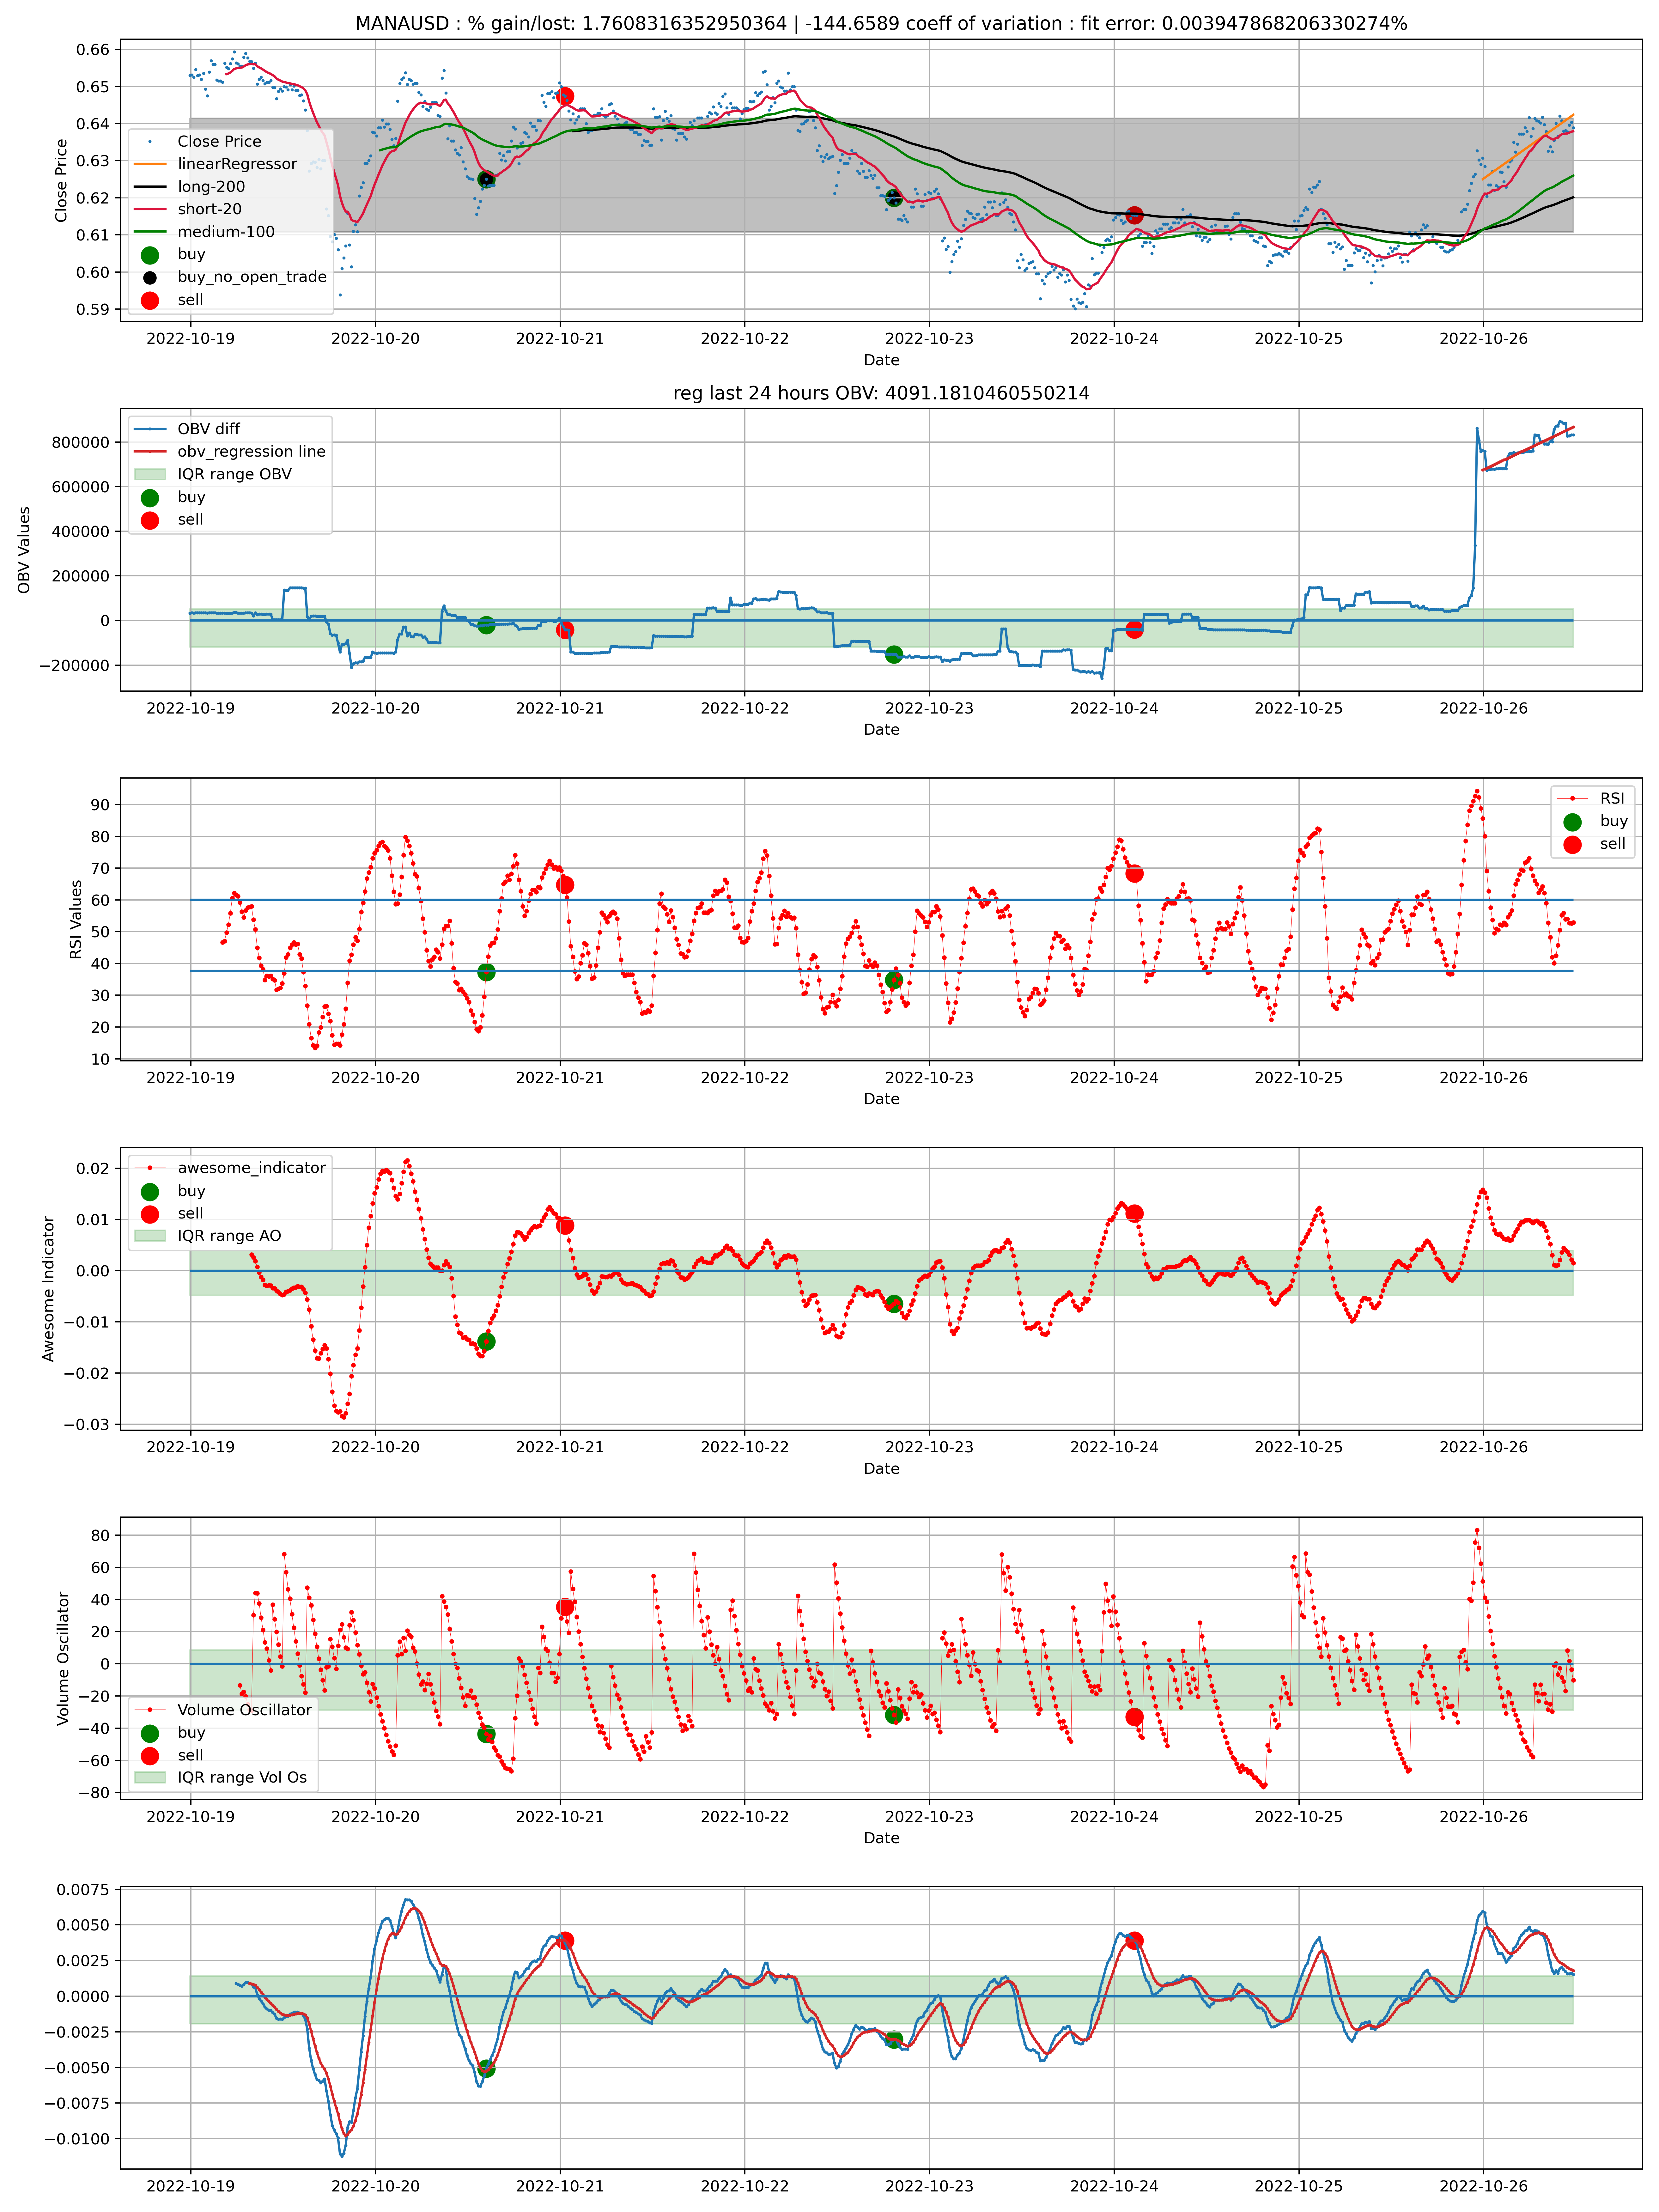 MANAUSD : % gain/lost: 1.7608316352950364 | -144.6589 coeff of variation : fit error: 0.003947868206330274%
Close Price
0.66
0.65
0.64
0.63
0.62
0.61
0.60
0.59
Close Price
linearRegressor
long-200
short-20
medium-100
buy
buy_no_open_trade
sell
2022-10-19 2022-10-20 2022-10-21 2022-10-22 2022-10-23 2022-10-24 2022-10-25 2022-10-26
Date
reg last 24 hours OBV: 4091.1810460550214
OBV Values
800000
600000
400000
200000
0
−200000
OBV diff
obv_regression line
IQR range OBV
buy
sell
2022-10-19 2022-10-20 2022-10-21 2022-10-22 2022-10-23 2022-10-24 2022-10-25 2022-10-26
Date
RSI Values
90
80
70
60
50
40
30
20
10
RSI
buy
sell
2022-10-19 2022-10-20 2022-10-21 2022-10-22 2022-10-23 2022-10-24 2022-10-25 2022-10-26
Date
Awesome Indicator
0.02
0.01
0.00
−0.01
−0.02
−0.03
awesome_indicator
buy
sell
IQR range AO
2022-10-19 2022-10-20 2022-10-21 2022-10-22 2022-10-23 2022-10-24 2022-10-25 2022-10-26
Date
Volume Oscillator
80
60
40
20
0
−20
−40
−60
−80
Volume Oscillator
buy
sell
IQR range Vol Os
2022-10-19 2022-10-20 2022-10-21 2022-10-22 2022-10-23 2022-10-24 2022-10-25 2022-10-26
Date
0.0075
0.0050
0.0025
0.0000
−0.0025
−0.0050
−0.0075
−0.0100
2022-10-19 2022-10-20 2022-10-21 2022-10-22 2022-10-23 2022-10-24 2022-10-25 2022-10-26